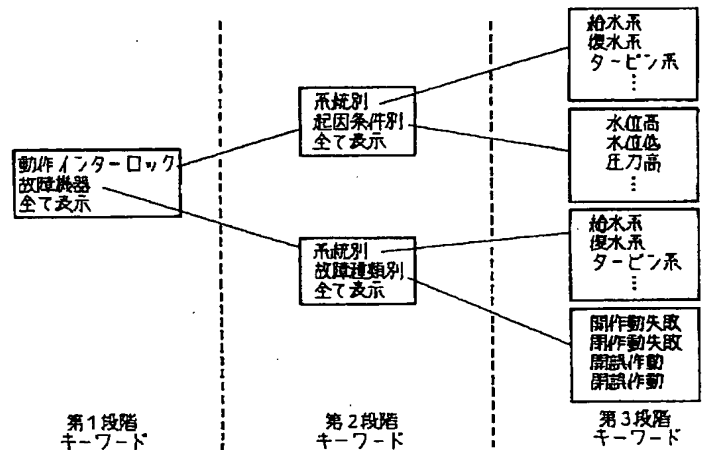 動作インターロック
故障機器
全て表示
第1段階
キーワード
系統別
起因条件別
全て表示
系統別
故障種類別
全て表示
第2段階
キーワード
給水系
復水系
タービン系
⋮
水位高
水位低
圧力高
⋮
給水系
復水系
タービン系
⋮
開作動失敗
閉作動失敗
開誤作動
閉誤作動
第3段階
キーワード